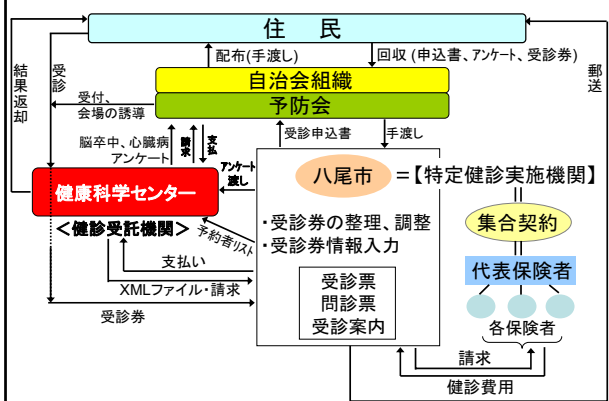 住 民
配布(手渡し)
回収 (申込書、アンケート、受診券)
結果返却
受診
郵送
自治会組織
予防会
受付、
会場の誘導
脳卒中、心臓病
アンケート
請求
支払
受診申込書
手渡し
アンケート
渡し
健康科学センター
<健診受託機関>
予約者リスト
八尾市
=【特定健診実施機関】
・受診券の整理、調整
・受診券情報入力
集合契約
代表保険者
各保険者
支払い
XMLファイル・請求
受診券
受診票
問診票
受診案内
請求
健診費用